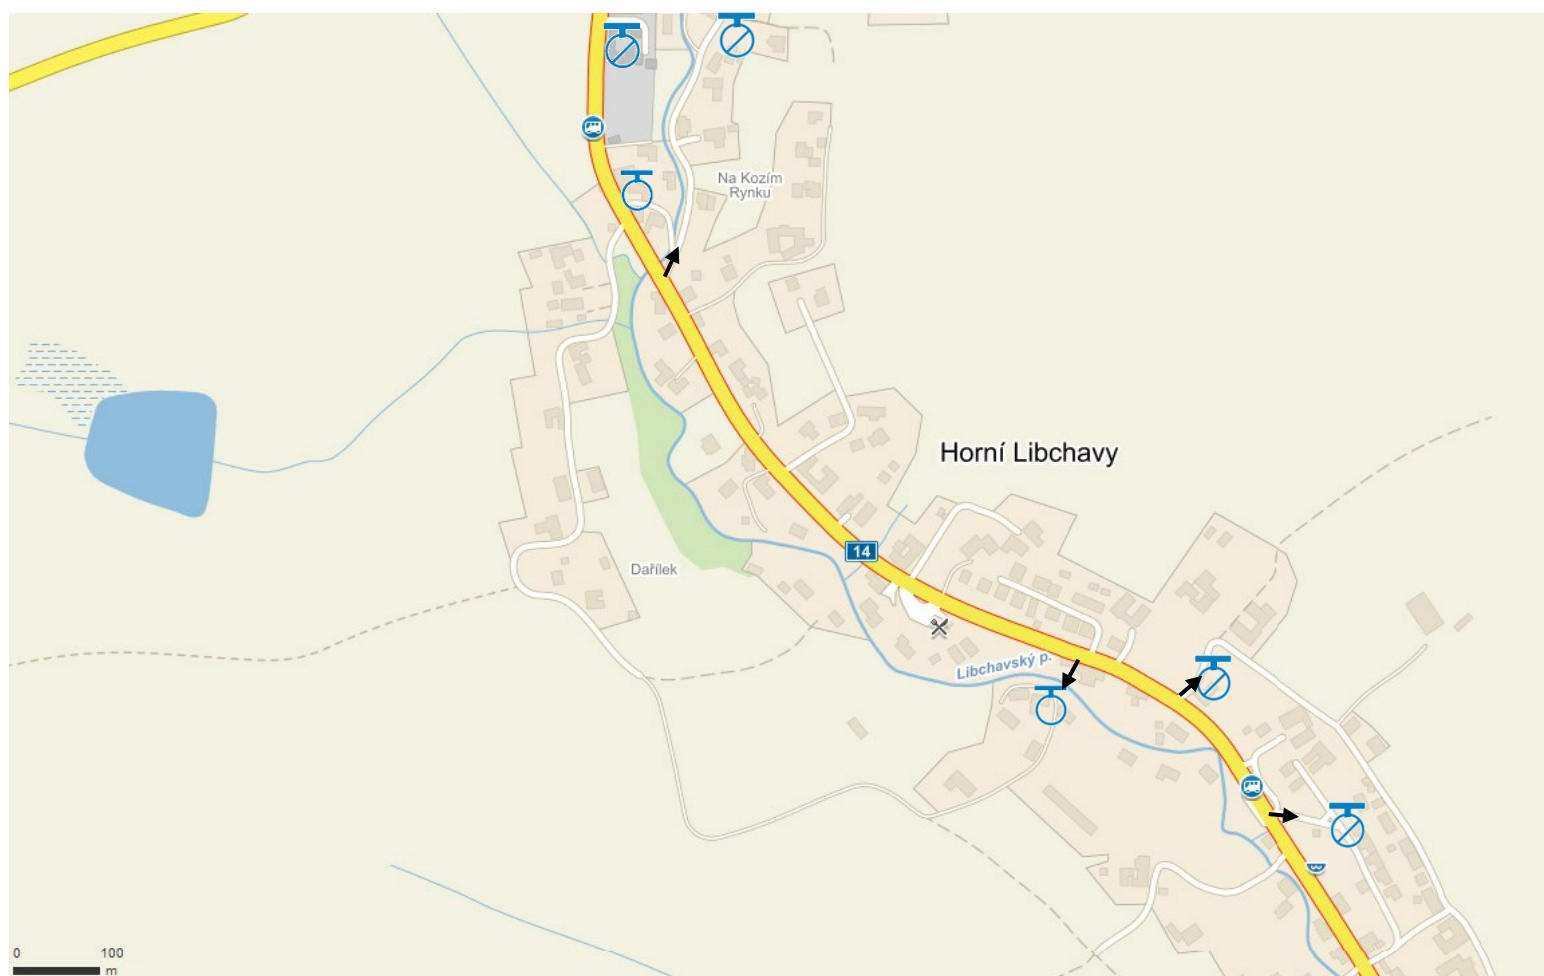 Na Kozím
Rynku
Horní Libchavy
14
Dařílek
Libchavský p.
0 100
m